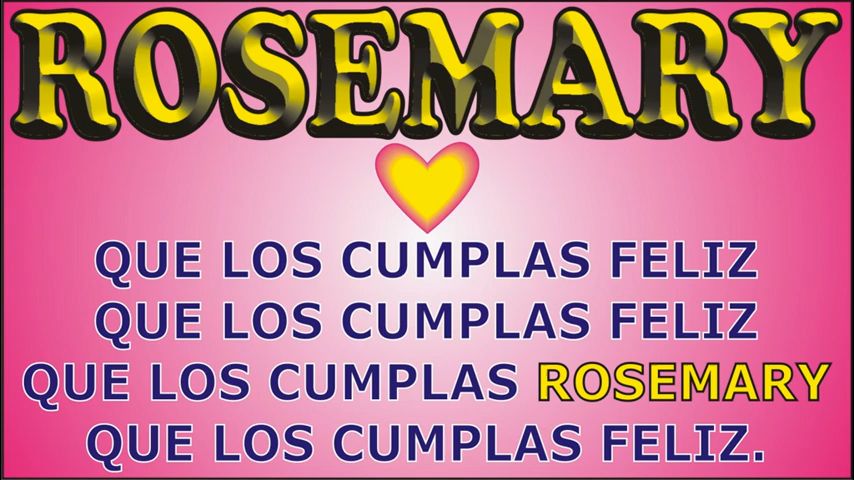 ROSEMARY
QUE LOS CUMPLAS FELIZ
QUE LOS CUMPLAS FELIZ
QUE LOS CUMPLAS ROSEMARY
QUE LOS CUMPLAS FELIZ.